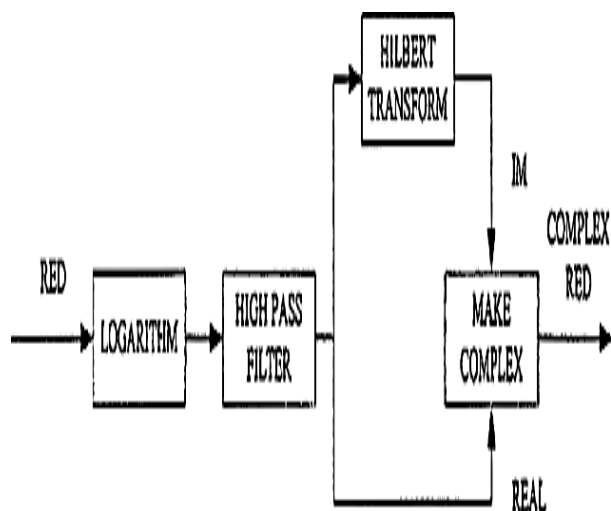 HILBERT
TRANSFORM
IM
COMPLEX
RED
RED
LOGARITHM
HIGH PASS
FILTER
MAKE
COMPLEX
REAL